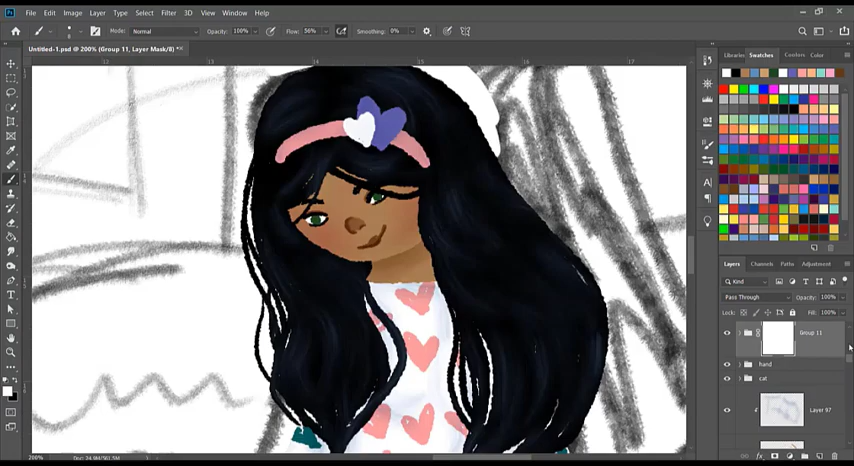 File Edit Image Layer Type Select Filter 3D View Window Help
Mode: Normal Opacity: 100% Flow: 56% Smoothing: 0%
Untitled-1.psd @ 200% (Group 11, Layer Mask/8) *
Libraries Swatches Color
Layers Channels Paths Adjustment
Kind
Pass Through Opacity: 100%
Lock: Fill: 100%
Group 11
hand
cat
Layer 97
200%